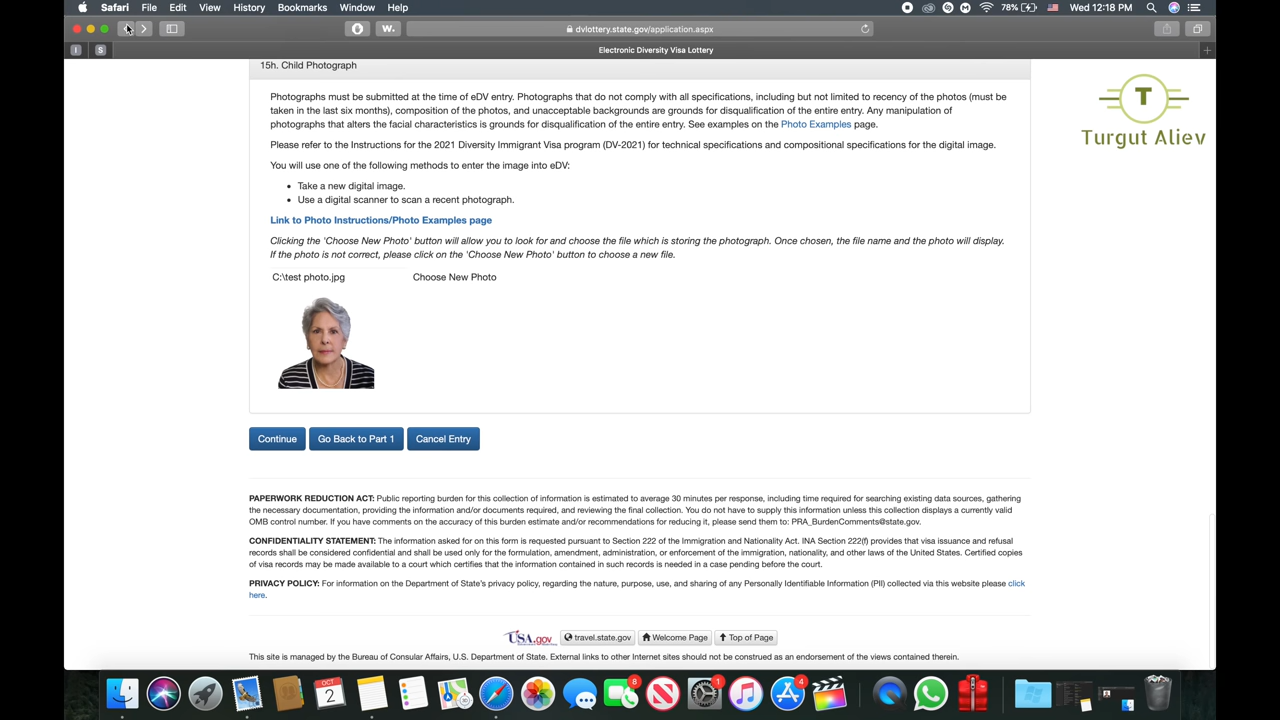 Safari File Edit View History Bookmarks Window Help 78% Wed 12:18 PM
W. dvlottery.state.gov/application.aspx
I S Electronic Diversity Visa Lottery
15h. Child Photograph
Photographs must be submitted at the time of eDV entry. Photographs that do not comply with all specifications, including but not limited to recency of the photos (must be
taken in the last six months), composition of the photos, and unacceptable backgrounds are grounds for disqualification of the entire entry. Any manipulation of
photographs that alters the facial characteristics is grounds for disqualification of the entire entry. See examples on the Photo Examples page.
T
Turgut Aliev
Please refer to the Instructions for the 2021 Diversity Immigrant Visa program (DV-2021) for technical specifications and compositional specifications for the digital image.
You will use one of the following methods to enter the image into eDV:
• Take a new digital image.
• Use a digital scanner to scan a recent photograph.
Link to Photo Instructions/Photo Examples page
Clicking the 'Choose New Photo' button will allow you to look for and choose the file which is storing the photograph. Once chosen, the file name and the photo will display.
If the photo is not correct, please click on the 'Choose New Photo' button to choose a new file.
C:\test photo.jpg Choose New Photo
Continue Go Back to Part 1 Cancel Entry
PAPERWORK REDUCTION ACT: Public reporting burden for this collection of information is estimated to average 30 minutes per response, including time required for searching existing data sources, gathering
the necessary documentation, providing the information and/or documents required, and reviewing the final collection. You do not have to supply this information unless this collection displays a currently valid
OMB control number. If you have comments on the accuracy of this burden estimate and/or recommendations for reducing it, please send them to: PRA_BurdenComments@state.gov.
CONFIDENTIALITY STATEMENT: The information asked for on this form is requested pursuant to Section 222 of the Immigration and Nationality Act. INA Section 222(f) provides that visa issuance and refusal
records shall be considered confidential and shall be used only for the formulation, amendment, administration, or enforcement of the immigration, nationality, and other laws of the United States. Certified copies
of visa records may be made available to a court which certifies that the information contained in such records is needed in a case pending before the court.
PRIVACY POLICY: For information on the Department of State's privacy policy, regarding the nature, purpose, use, and sharing of any Personally Identifiable Information (PII) collected via this website please click
here.
USA.gov travel.state.gov Welcome Page Top of Page
This site is managed by the Bureau of Consular Affairs, U.S. Department of State. External links to other Internet sites should not be construed as an endorsement of the views contained therein.
OCT 2 8 1 4